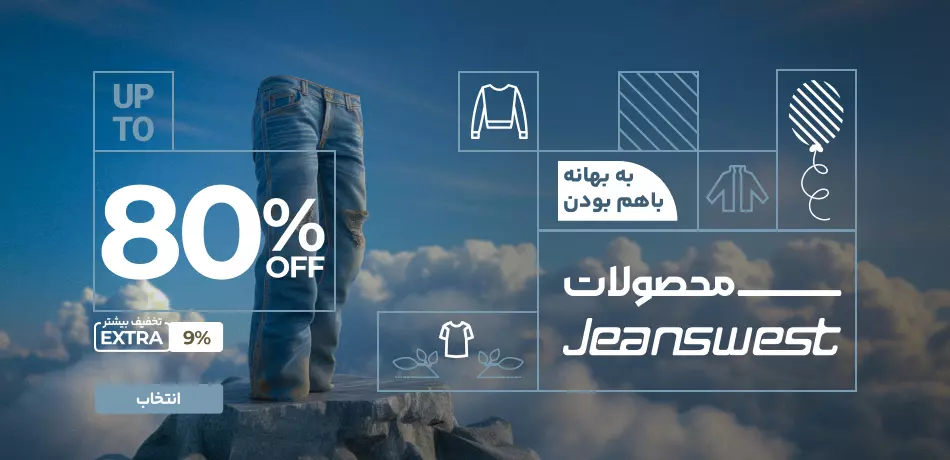 UP
TO
80%
OFF
تخفیف بیشتر
EXTRA 9%
انتخاب
به بهانه
باهم بودن
محصولات
Jeanswest